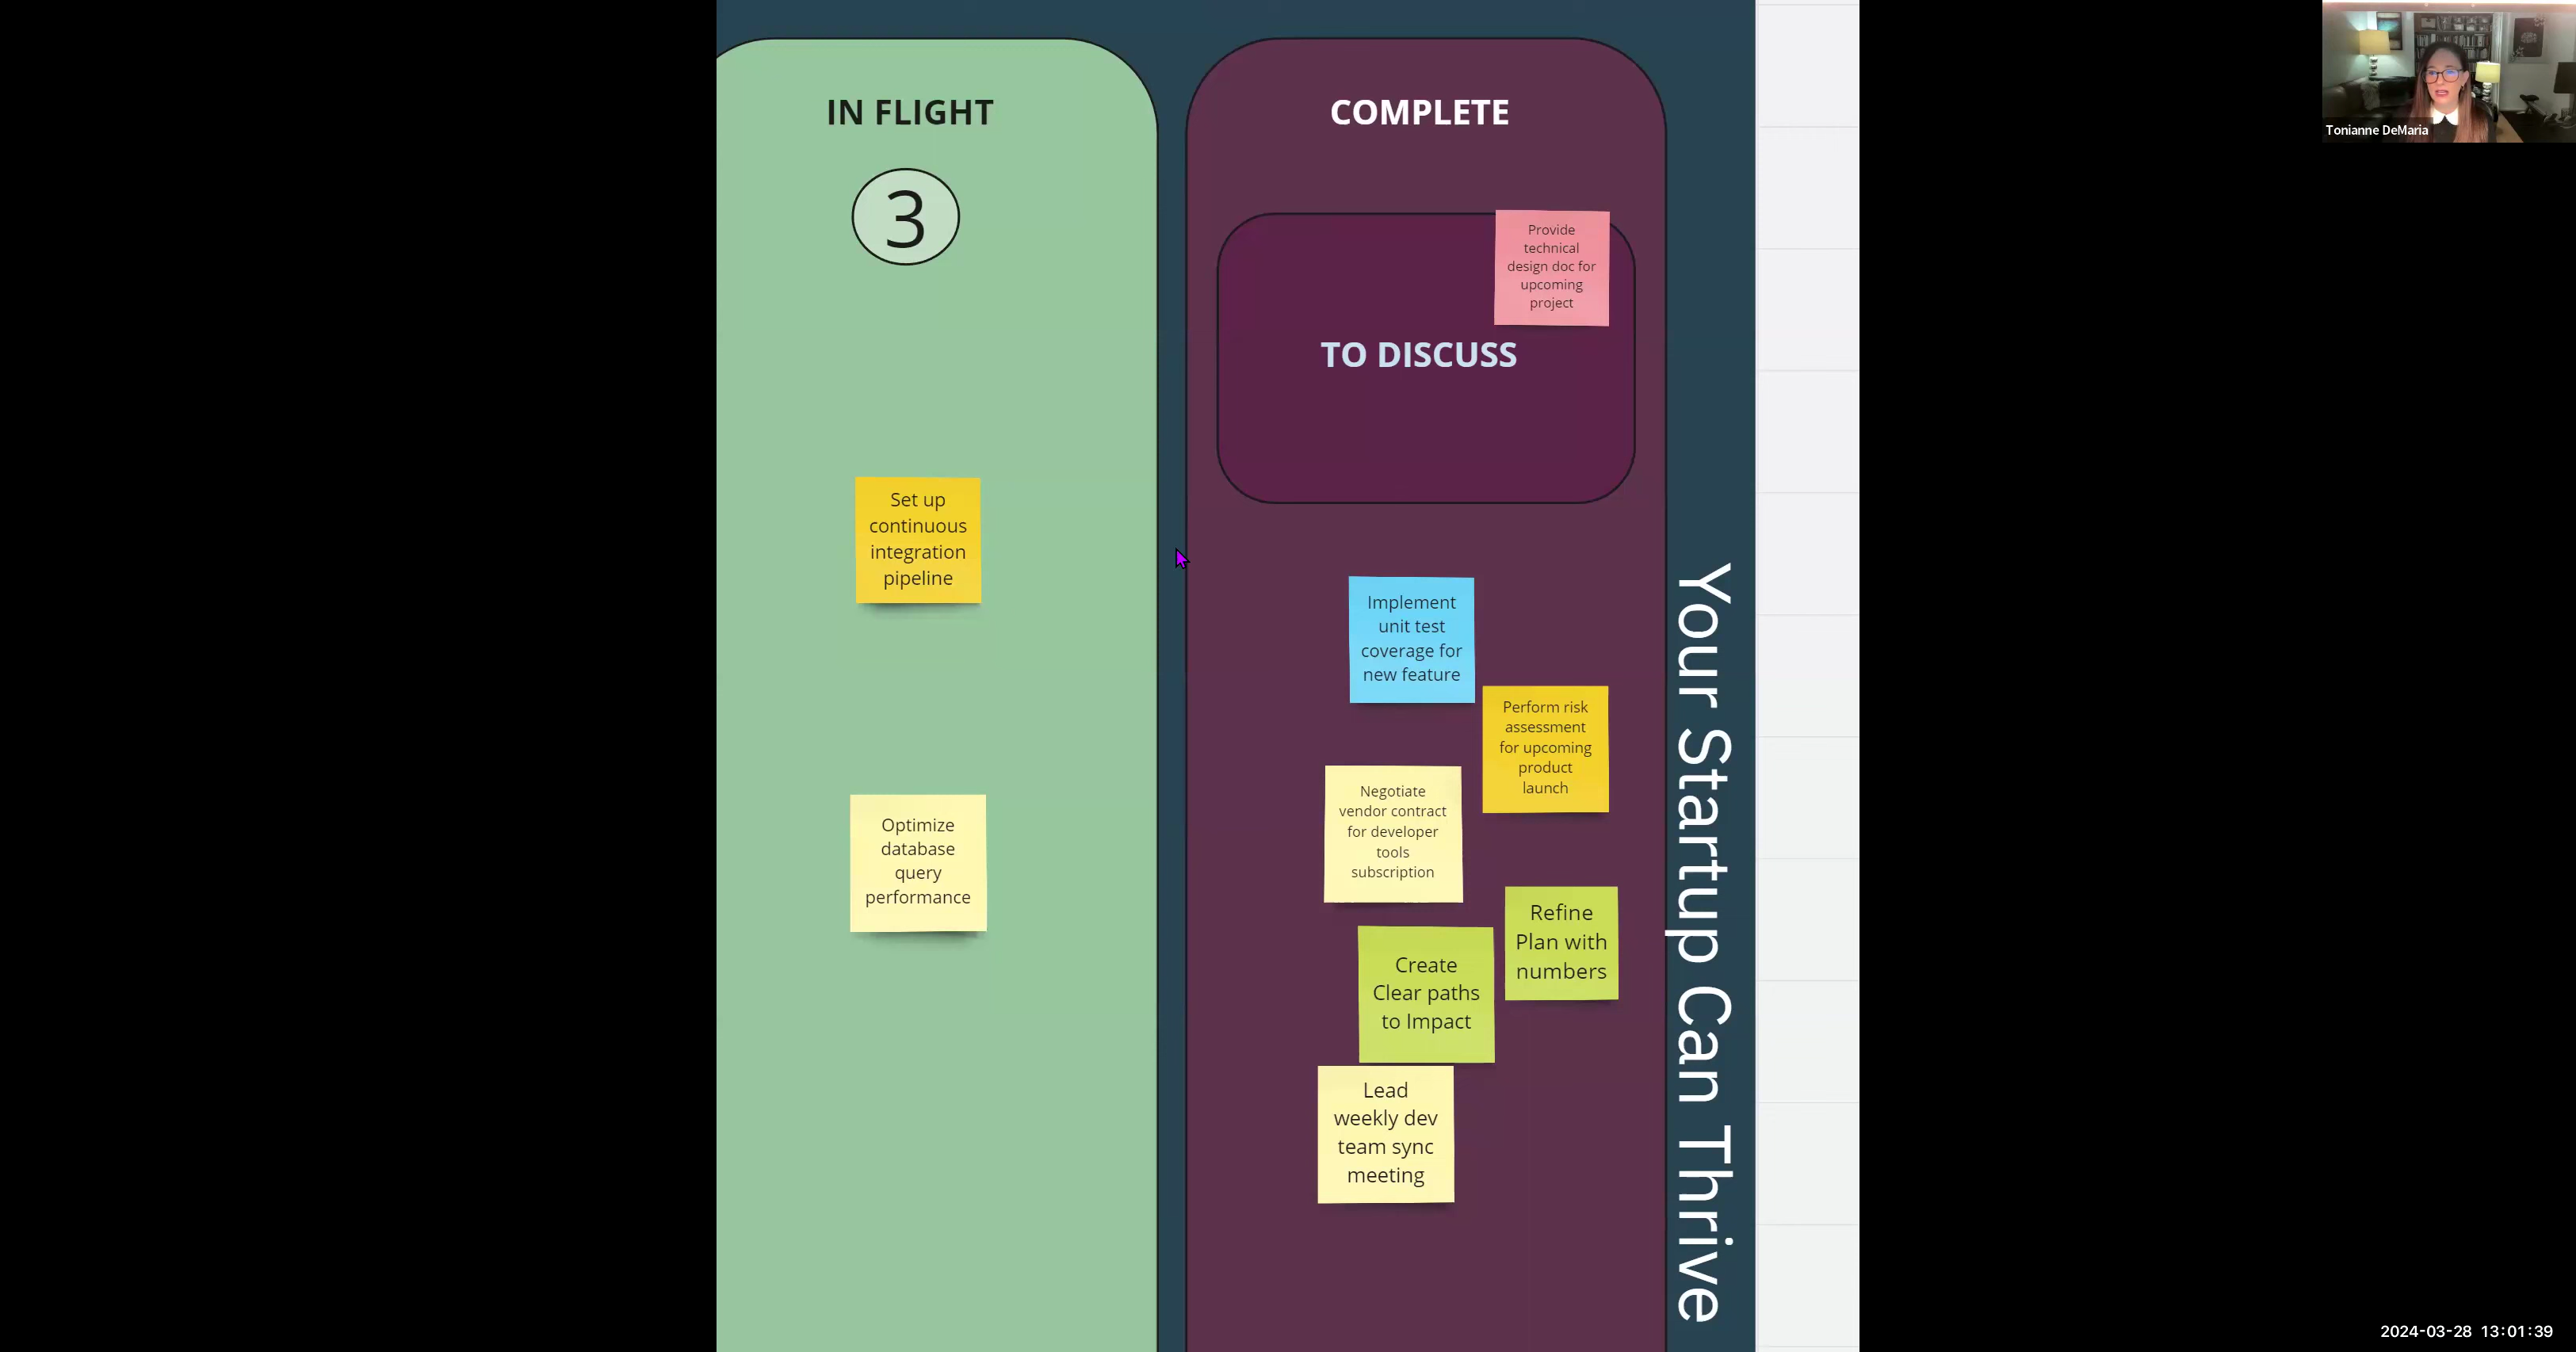 IN FLIGHT
3
Set up
continuous
integration
pipeline
Optimize
database
query
performance
COMPLETE
Provide
technical
design doc for
upcoming
project
TO DISCUSS
Implement
unit test
coverage for
new feature
Perform risk
assessment
for upcoming
product
launch
Negotiate
vendor contract
for developer
tools
subscription
Refine
Plan with
numbers
Create
Clear paths
to Impact
Lead
weekly dev
team sync
meeting
Your Startup Can Thrive
Tonianne DeMaria
2024-03-28 13:01:39